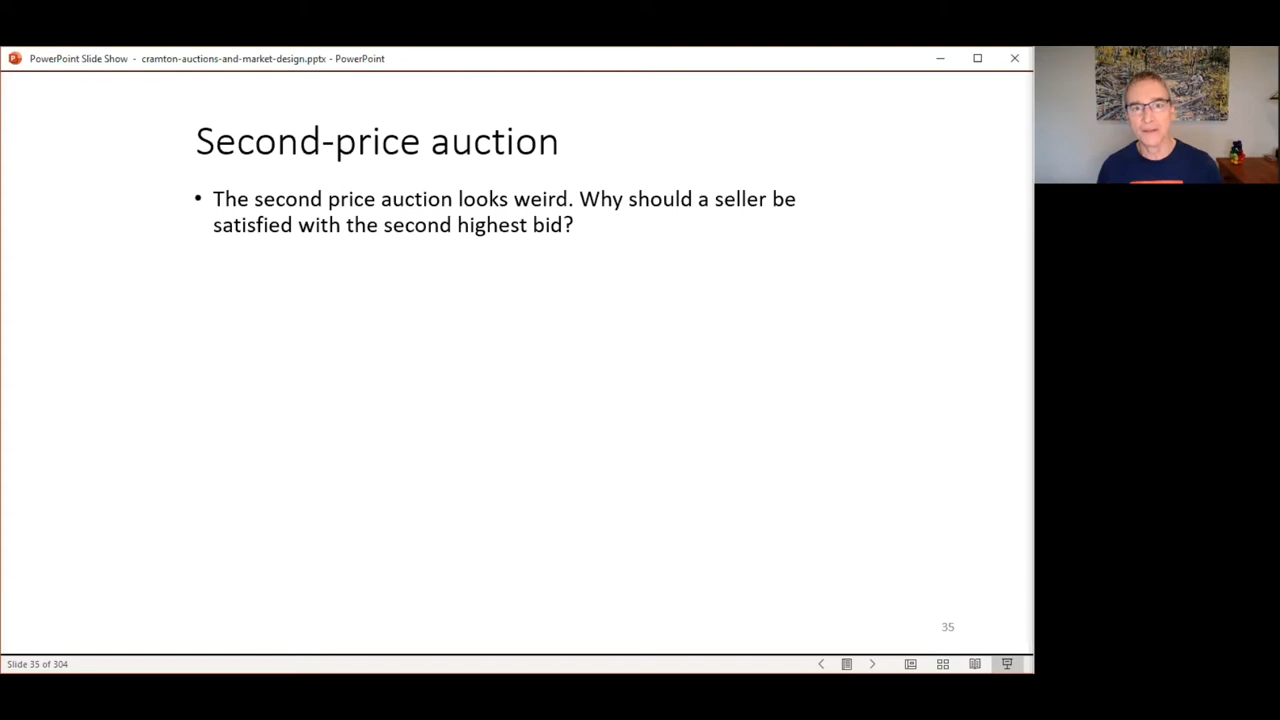 PowerPoint Slide Show - cramton-auctions-and-market-design.pptx - PowerPoint
Second-price auction
• The second price auction looks weird. Why should a seller be
satisfied with the second highest bid?
35
Slide 35 of 304